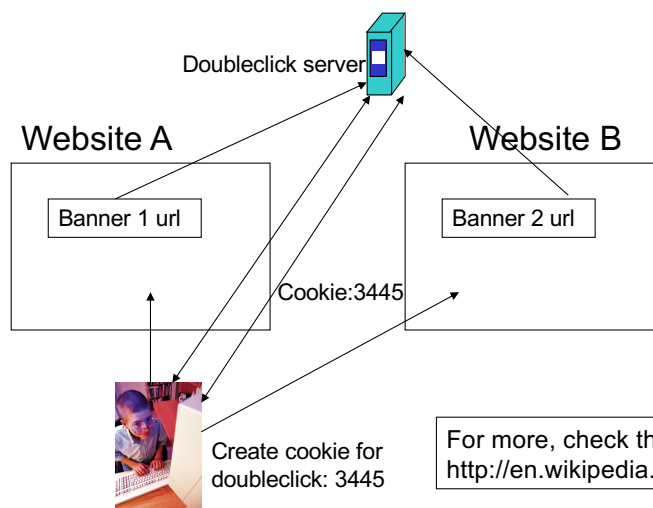 Doubleclick server
Website A
Website B
Banner 1 url
Banner 2 url
Cookie:3445
Create cookie for
doubleclick: 3445
For more, check
http://en.wikipedia.